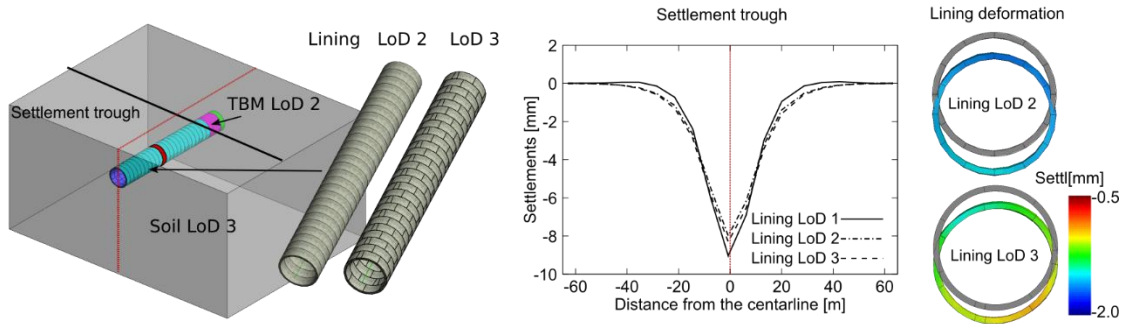 Lining LoD 2 LoD 3
Settlement trough
TBM LoD 2
Soil LoD 3
Settlement trough
Settlements [mm]
2
0
-2
-4
-6
-8
-10
-60 -40 -20 0 20 40 60
Distance from the centarline [m]
Lining LoD 1
Lining LoD 2
Lining LoD 3
Lining deformation
Lining LoD 2
Settl[mm]
-0.5
Lining LoD 3
-2.0